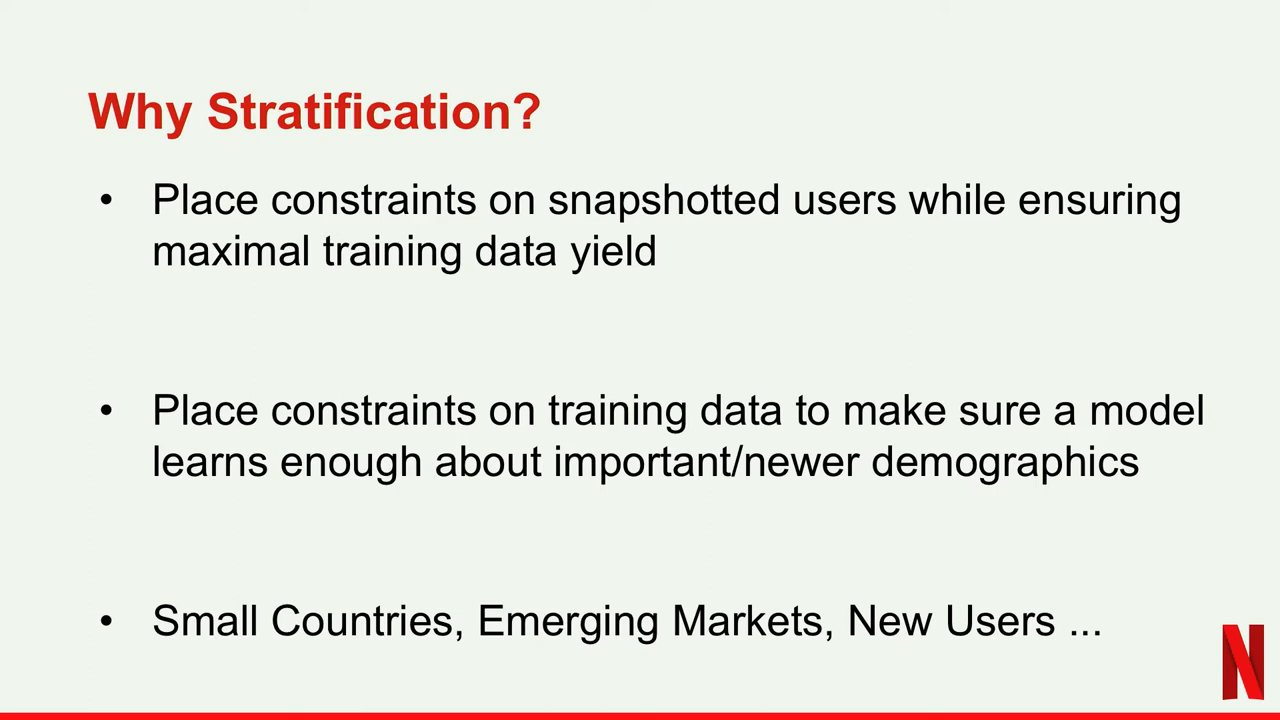 Why Stratification?
• Place constraints on snapshotted users while ensuring
maximal training data yield
• Place constraints on training data to make sure a model
learns enough about important/newer demographics
• Small Countries, Emerging Markets, New Users ...
N